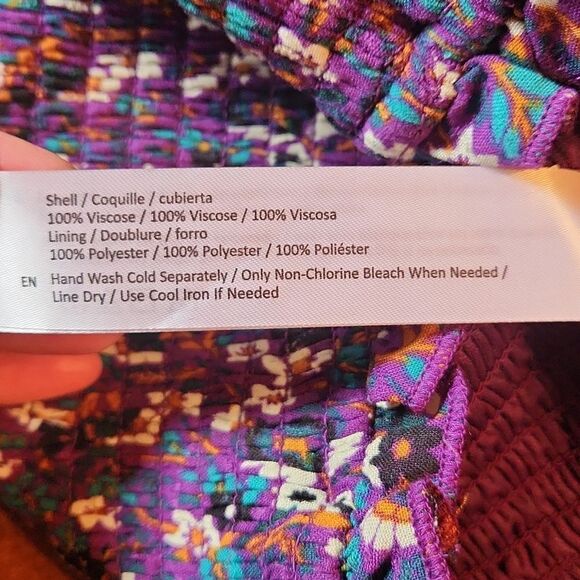 Shell / Coquille / cubierta
100% Viscose / 100% Viscose / 100% Viscosa
Lining / Doublure / forro
100% Polyester / 100% Polyester / 100% Poliéster
EN Hand Wash Cold Separately / Only Non-Chlorine Bleach When Needed /
Line Dry / Use Cool Iron If Needed